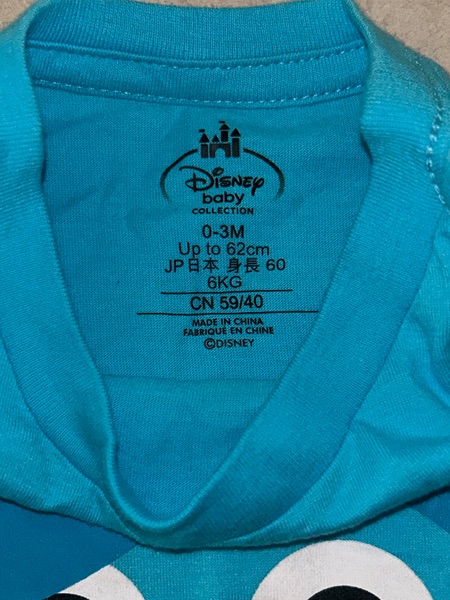 Disney
baby
COLLECTION
0-3M
Up to 62cm
JP日本 身長 60
6KG
CN 59/40
MADE IN CHINA
FABRIQUÉ EN CHINE
©DISNEY